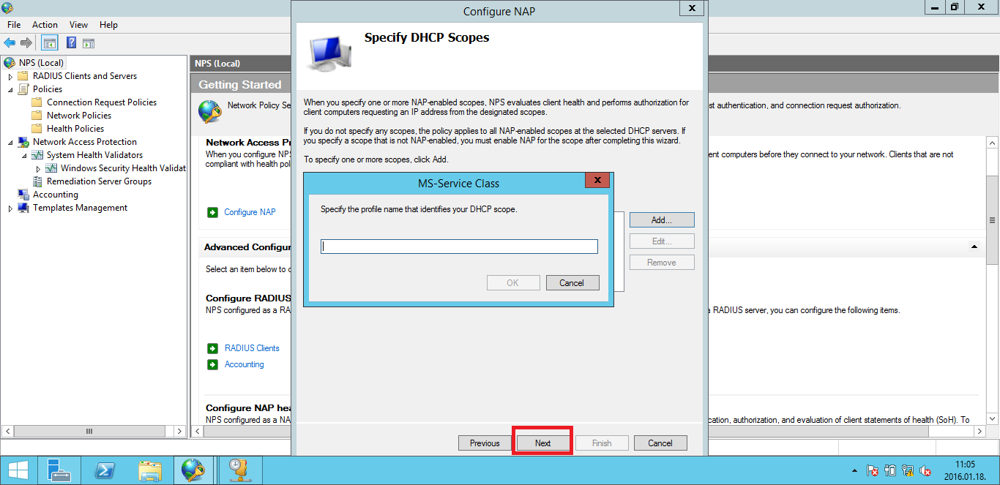 Configure NAP
File Action View Help
NPS (Local)
RADIUS Clients and Servers
Policies
Connection Request Policies
Network Policies
Health Policies
Network Access Protection
System Health Validators
Windows Security Health Validat
Remediation Server Groups
Accounting
Templates Management
NPS (Local)
Getting Started
Network Policy Se
st authentication, and connection request authorization.
Network Access Pr
When you configure NPS
ent computers before they connect to your network. Clients that are not
compliant with health poli
Configure NAP
Advanced Configur
Select an item below to c
Configure RADIUS
NPS configured as a RA
a RADIUS server, you can configure the following items.
RADIUS Clients
Accounting
Configure NAP hea
NPS configured as a NA
cation, authorization, and evaluation of client statements of health (SoH). To
Specify DHCP Scopes
When you specify one or more NAP-enabled scopes, NPS evaluates client health and performs authorization for
client computers requesting an IP address from the designated scopes.
If you do not specify any scopes, the policy applies to all NAP-enabled scopes at the selected DHCP servers. If
you specify a scope that is not NAP-enabled, you must enable NAP for the scope after completing this wizard.
To specify one or more scopes, click Add.
MS-Service Class
Specify the profile name that identifies your DHCP scope.
OK Cancel
Add...
Edit...
Remove
Previous Next Finish Cancel
11:05
2016.01.18.